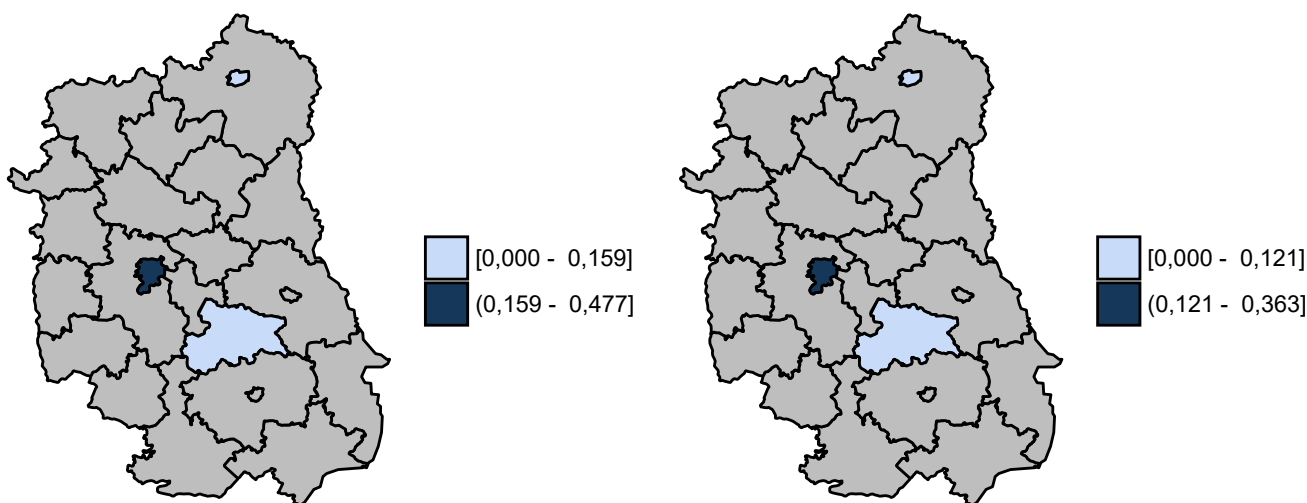 [0,000 -  0,159]
(0,159 -  0,477]
[0,000 -  0,121]
(0,121 -  0,363]